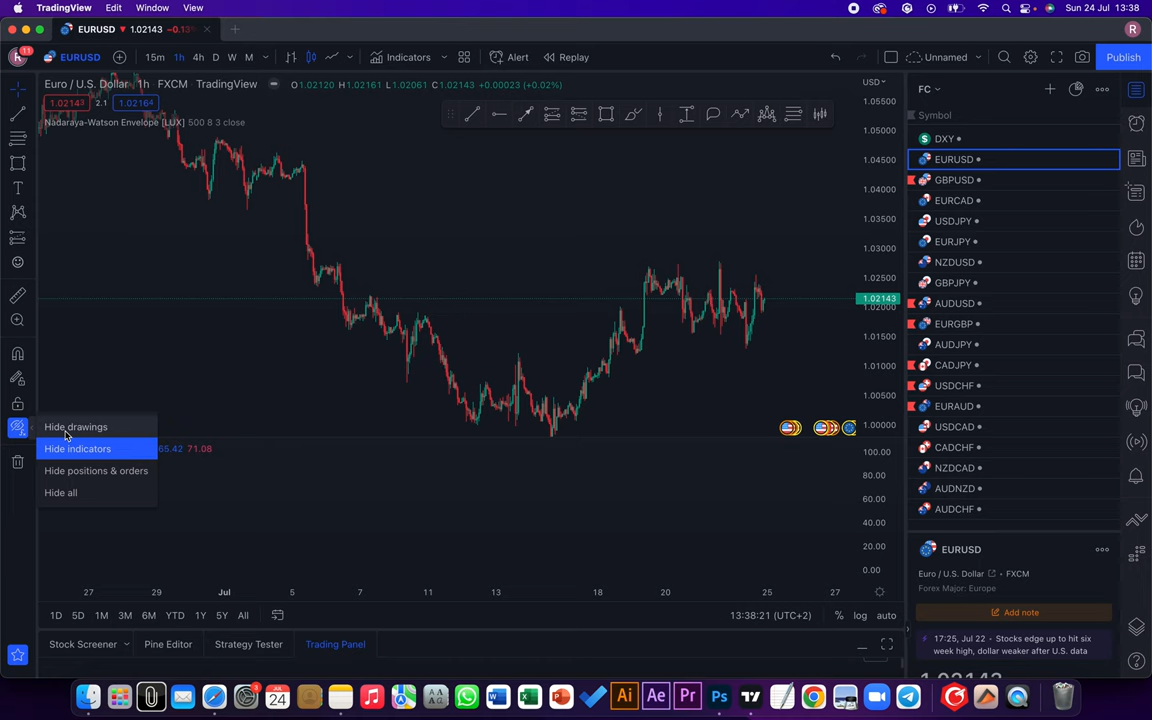 TradingView Edit Window View
Sun 24 Jul 13:38
EURUSD ▼ 1.02143 −0.13%
R
R
11
EURUSD
15m 1h 4h D W M
Indicators
Alert
Replay
Unnamed
Publish
Euro / U.S. Dollar · 1h · FXCM · TradingView
O1.02120 H1.02161 L1.02061 C1.02143 +0.00023 (+0.02%)
1.02143 2.1 1.02164
Nadaraya-Watson Envelope [LUX] 500 8 3 close
USD
1.05500
1.05000
1.04500
1.04000
1.03500
1.03000
1.02500
1.02143
1.02000
1.01500
1.01000
1.00500
1.00000
100.00
80.00
60.00
40.00
20.00
0.00
Hide drawings
Hide indicators
65.42 71.08
Hide positions & orders
Hide all
27 29 Jul 5 7 11 13 18 20 25 27
1D 5D 1M 3M 6M YTD 1Y 5Y All
13:38:21 (UTC+2)
% log auto
Stock Screener
Pine Editor
Strategy Tester
Trading Panel
FC
Symbol
DXY
EURUSD
GBPUSD
EURCAD
USDJPY
EURJPY
NZDUSD
GBPJPY
AUDUSD
EURGBP
AUDJPY
CADJPY
USDCHF
EURAUD
USDCAD
CADCHF
NZDCAD
AUDNZD
AUDCHF
EURUSD
Euro / U.S. Dollar • FXCM
Forex Major: Europe
Add note
17:25, Jul 22 • Stocks edge up to hit six
week high, dollar weaker after U.S. data